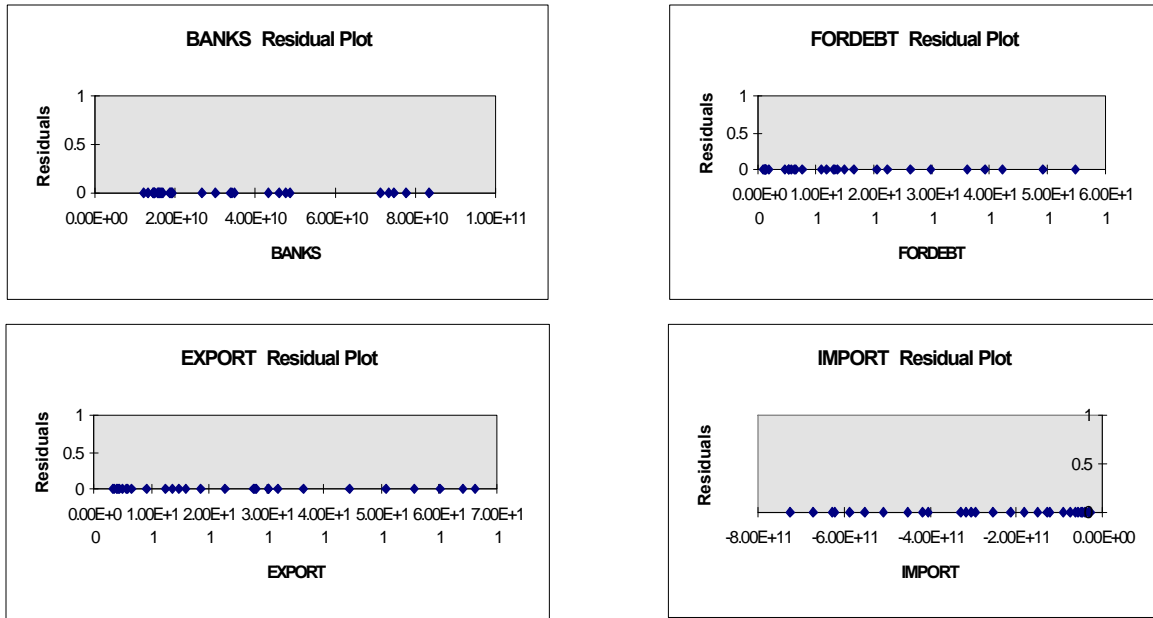 BANKS Residual Plot
1
0.5
0
Residuals
0.00E+00 2.00E+10 4.00E+10 6.00E+10 8.00E+10 1.00E+11
BANKS
FORDEBT Residual Plot
1
0.5
0
Residuals
0.00E+0 1.00E+1 2.00E+1 3.00E+1 4.00E+1 5.00E+1 6.00E+1
0 1 1 1 1 1 1
FORDEBT
EXPORT Residual Plot
1
0.5
0
Residuals
0.00E+0 1.00E+1 2.00E+1 3.00E+1 4.00E+1 5.00E+1 6.00E+1 7.00E+1
0 1 1 1 1 1 1 1
EXPORT
IMPORT Residual Plot
1
0.5
0
Residuals
-8.00E+11 -6.00E+11 -4.00E+11 -2.00E+11 0.00E+00
IMPORT